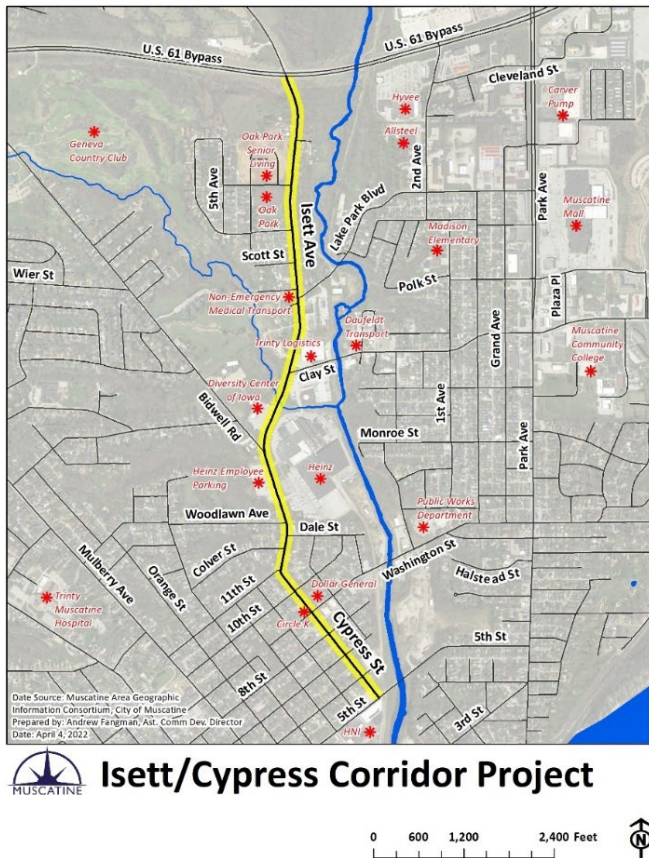 U.S. 61 Bypass
U.S. 61 Bypass
Cleveland St
Hyvee
Carver
Pump
Allsteel
Geneva
Country Club
Oak Park
Senior
Living
5th Ave
Oak
Park
Isett Ave
Lake Park Blvd
2nd Ave
Park Ave
Muscatine
Mall
Madison
Elementary
Scott St
Wier St
Polk St
Plaza Pl
Non-Emergency
Medical Transport
Grand Ave
Daufeldt
Transport
Trinity Logistics
Clay St
Muscatine
Community
College
Diversity Center
of Iowa
Bidwell Rd
1st Ave
Monroe St
Park Ave
Heinz Employee
Parking
Heinz
Woodlawn Ave
Dale St
Public Works
Department
Mulberry Ave
Orange St
Colver St
11th St
10th St
Washington St
Halstead St
Dollar General
Trinity
Muscatine
Hospital
Circle K
Cypress St
5th St
8th St
5th St
3rd St
HNI
Date Source: Muscatine Area Geographic
Information Consortium, City of Muscatine
Prepared by: Andrew Fangman, Ast. Comm Dev. Director
Date: April 4, 2022
MUSCATINE
Isett/Cypress Corridor Project
0 600 1,200 2,400 Feet
N